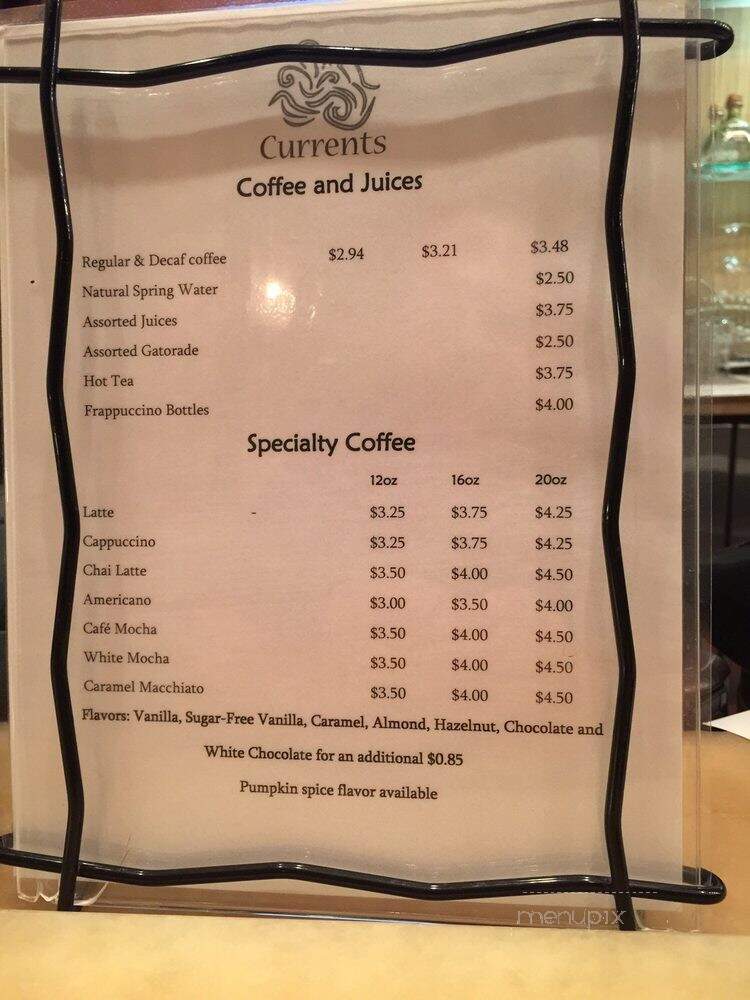 Currents
Coffee and Juices
Regular & Decaf coffee $2.94 $3.21 $3.48
Natural Spring Water $2.50
Assorted Juices $3.75
Assorted Gatorade $2.50
Hot Tea $3.75
Frappuccino Bottles $4.00
Specialty Coffee
12oz 16oz 20oz
Latte - $3.25 $3.75 $4.25
Cappuccino $3.25 $3.75 $4.25
Chai Latte $3.50 $4.00 $4.50
Americano $3.00 $3.50 $4.00
Café Mocha $3.50 $4.00 $4.50
White Mocha $3.50 $4.00 $4.50
Caramel Macchiato $3.50 $4.00 $4.50
Flavors: Vanilla, Sugar-Free Vanilla, Caramel, Almond, Hazelnut, Chocolate and
White Chocolate for an additional $0.85
Pumpkin spice flavor available
menupix